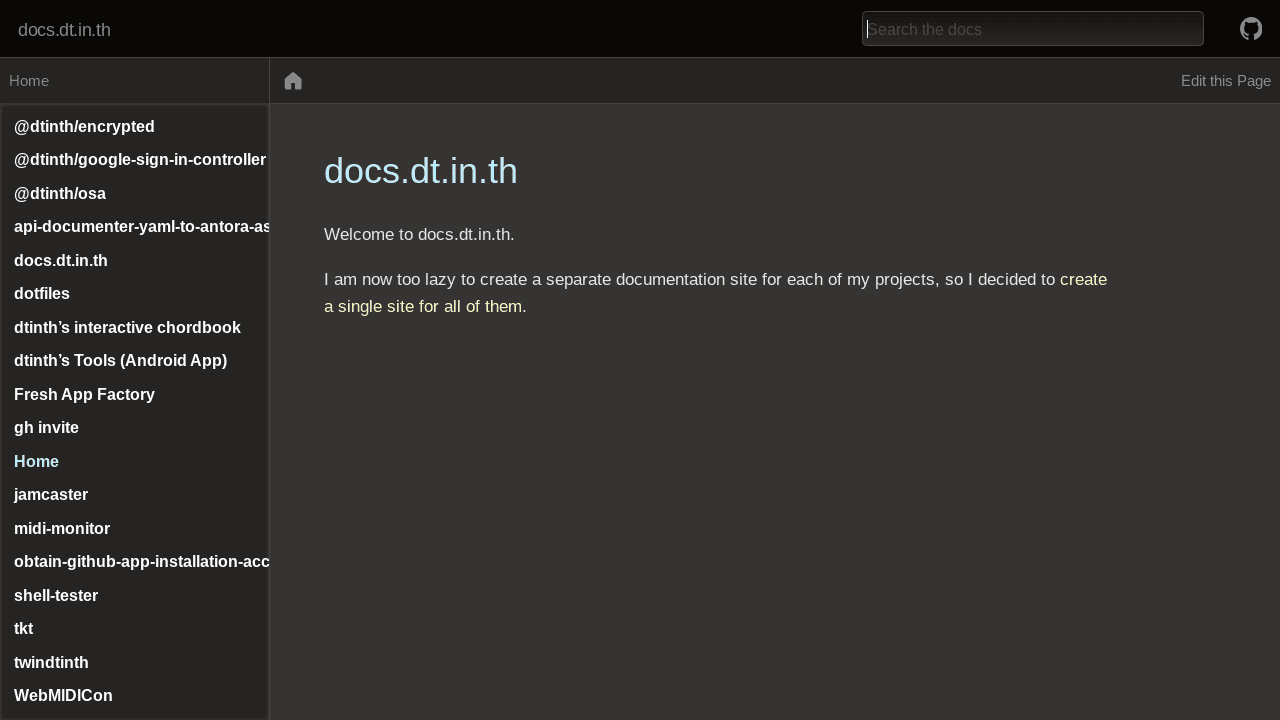 docs.dt.in.th
Search the docs
Home
Edit this Page
@dtinth/encrypted
@dtinth/google-sign-in-controller
@dtinth/osa
api-documenter-yaml-to-antora-as
docs.dt.in.th
dotfiles
dtinth’s interactive chordbook
dtinth’s Tools (Android App)
Fresh App Factory
gh invite
Home
jamcaster
midi-monitor
obtain-github-app-installation-acc
shell-tester
tkt
twindtinth
WebMIDICon
docs.dt.in.th
Welcome to docs.dt.in.th.
I am now too lazy to create a separate documentation site for each of my projects, so I decided to create
a single site for all of them.